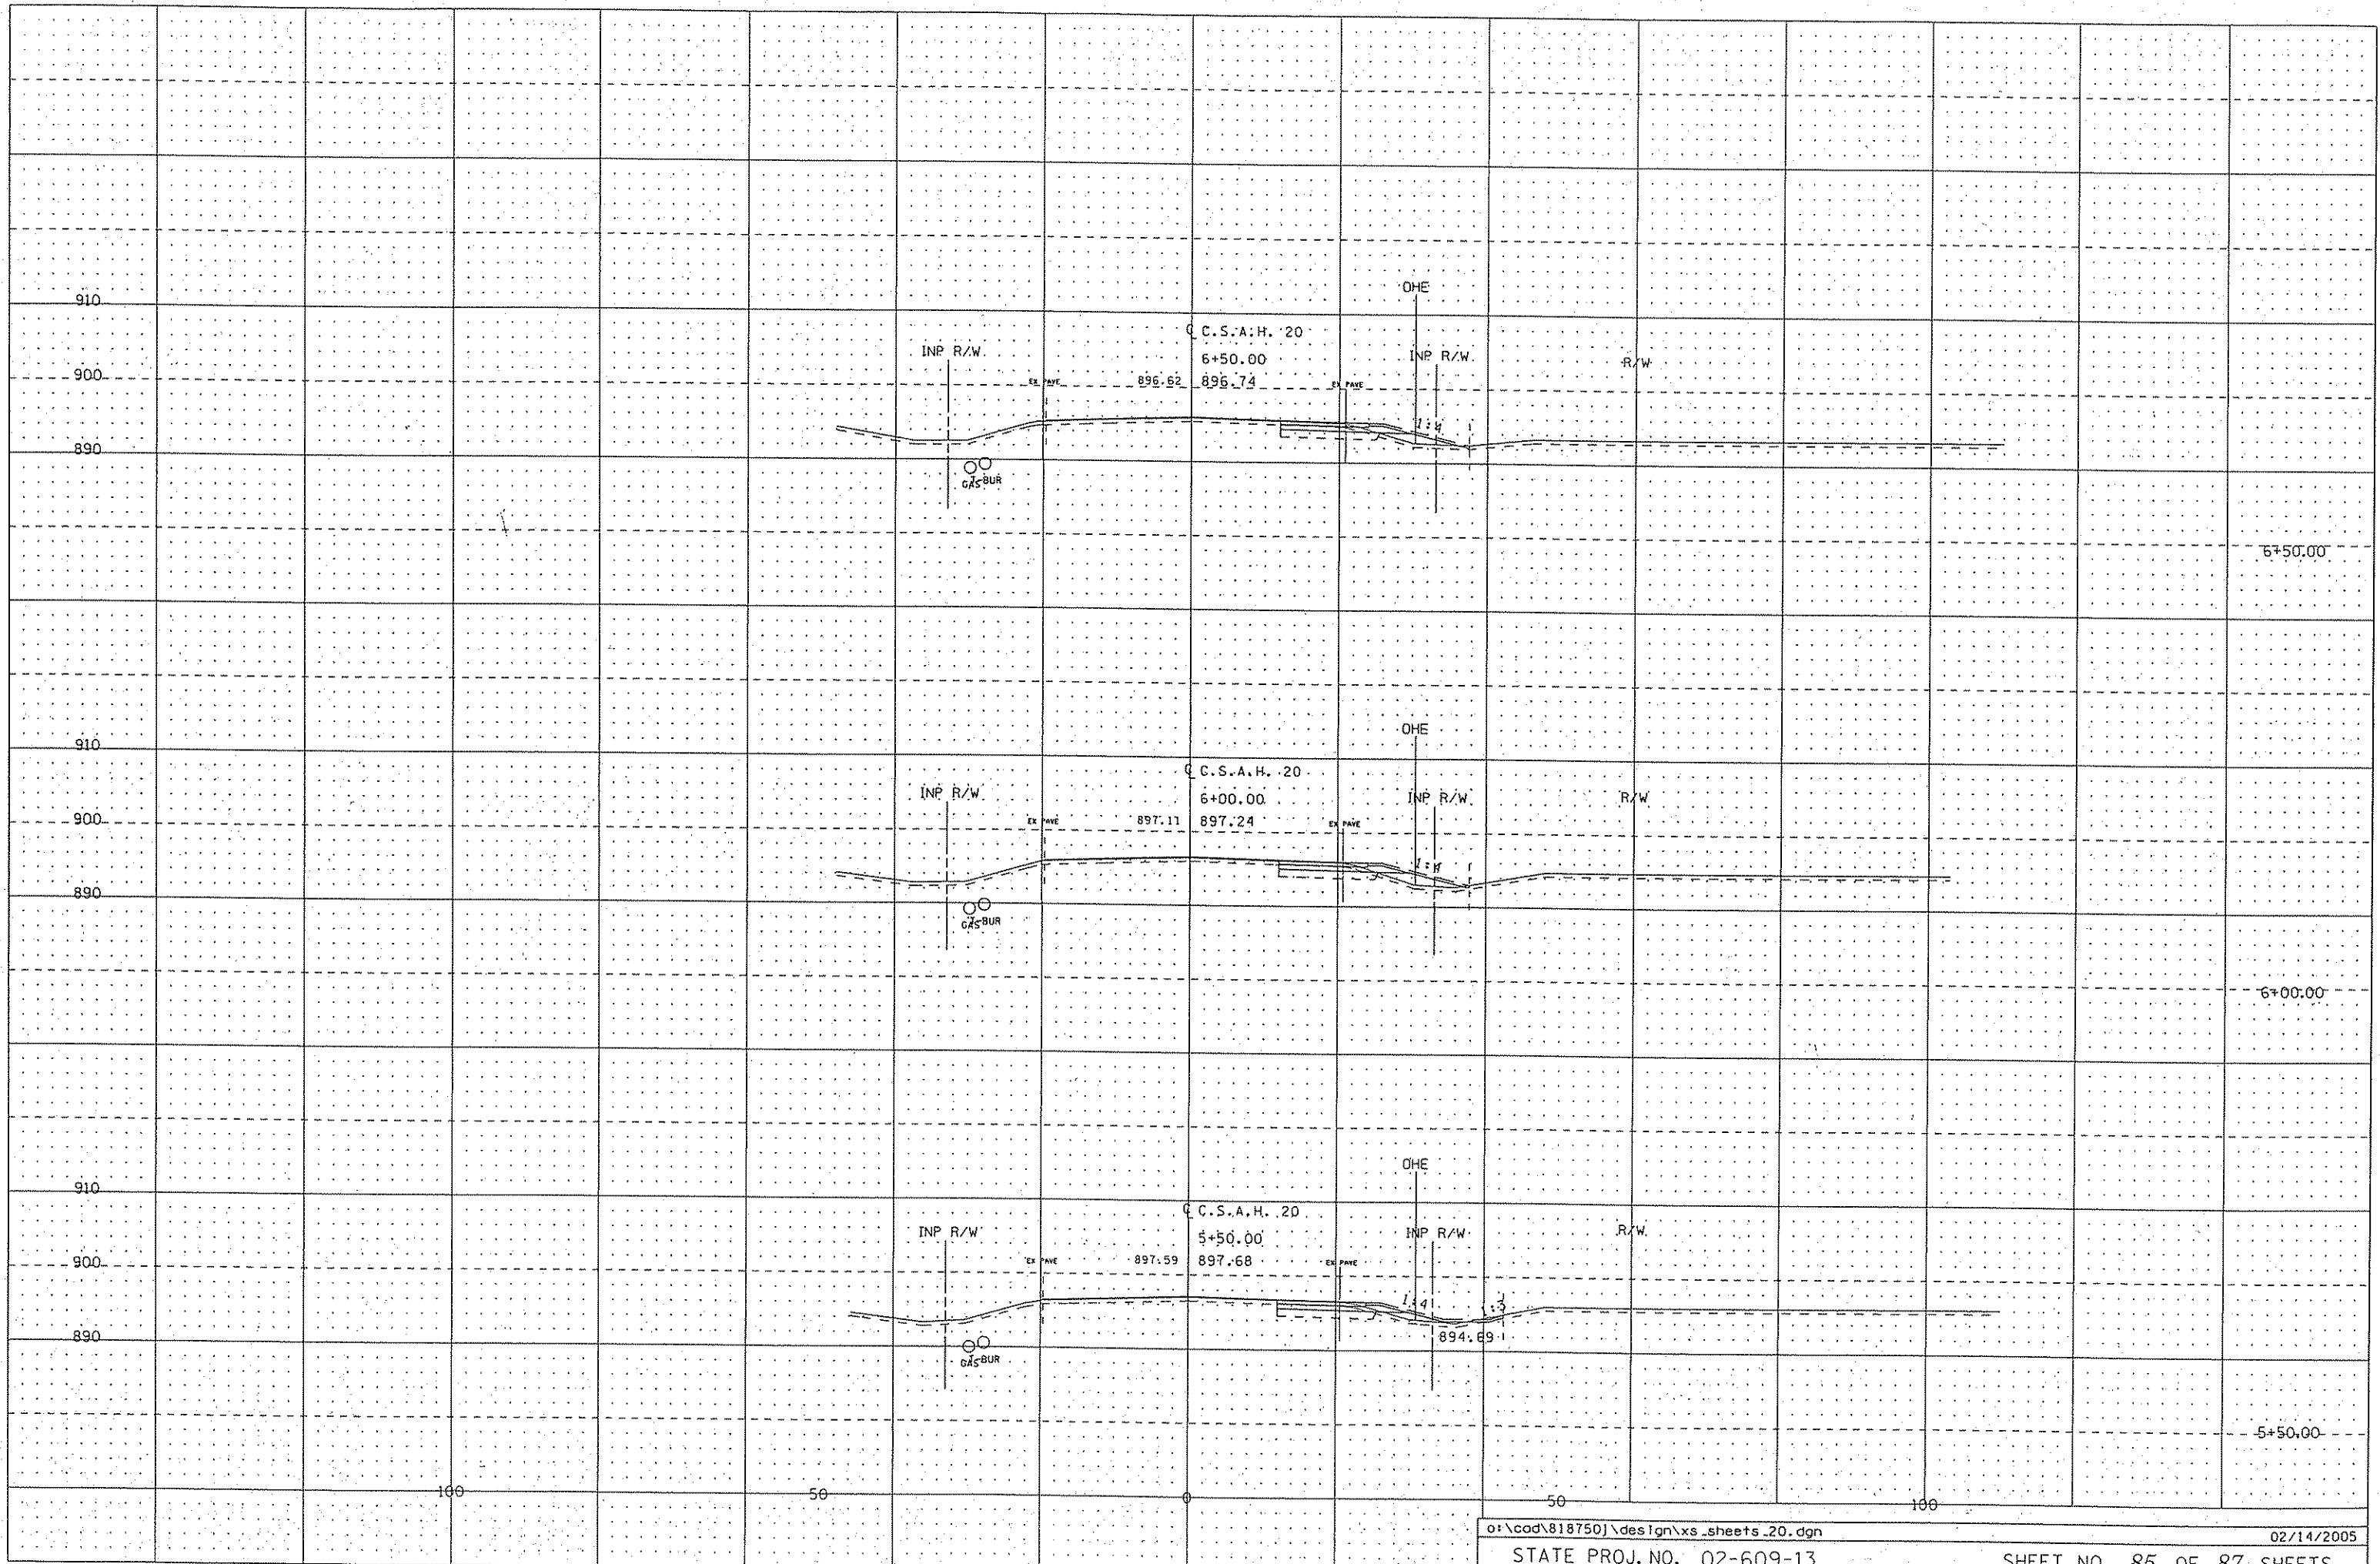 910
OHE
℄ C.S.A.H. 20
INP R/W
6+50.00
INP R/W
R/W
900
EX PAVE
896.62
896.74
EX PAVE
1:4
890
GAS
T-BUR
6+50.00
910
OHE
℄ C.S.A.H. 20
INP R/W
6+00.00
INP R/W
R/W
900
EX PAVE
897.11
897.24
EX PAVE
1:4
890
GAS
T-BUR
6+00.00
910
OHE
℄ C.S.A.H. 20
INP R/W
5+50.00
INP R/W
R/W
900
EX PAVE
897.59
897.68
EX PAVE
1:4
1:3
890
894.69
GAS
T-BUR
5+50.00
100
50
0
50
100
o:\cad\818750j\design\xs_sheets_20.dgn
02/14/2005
STATE PROJ. NO. 02-609-13
SHEET NO. 85 OF 87 SHEETS